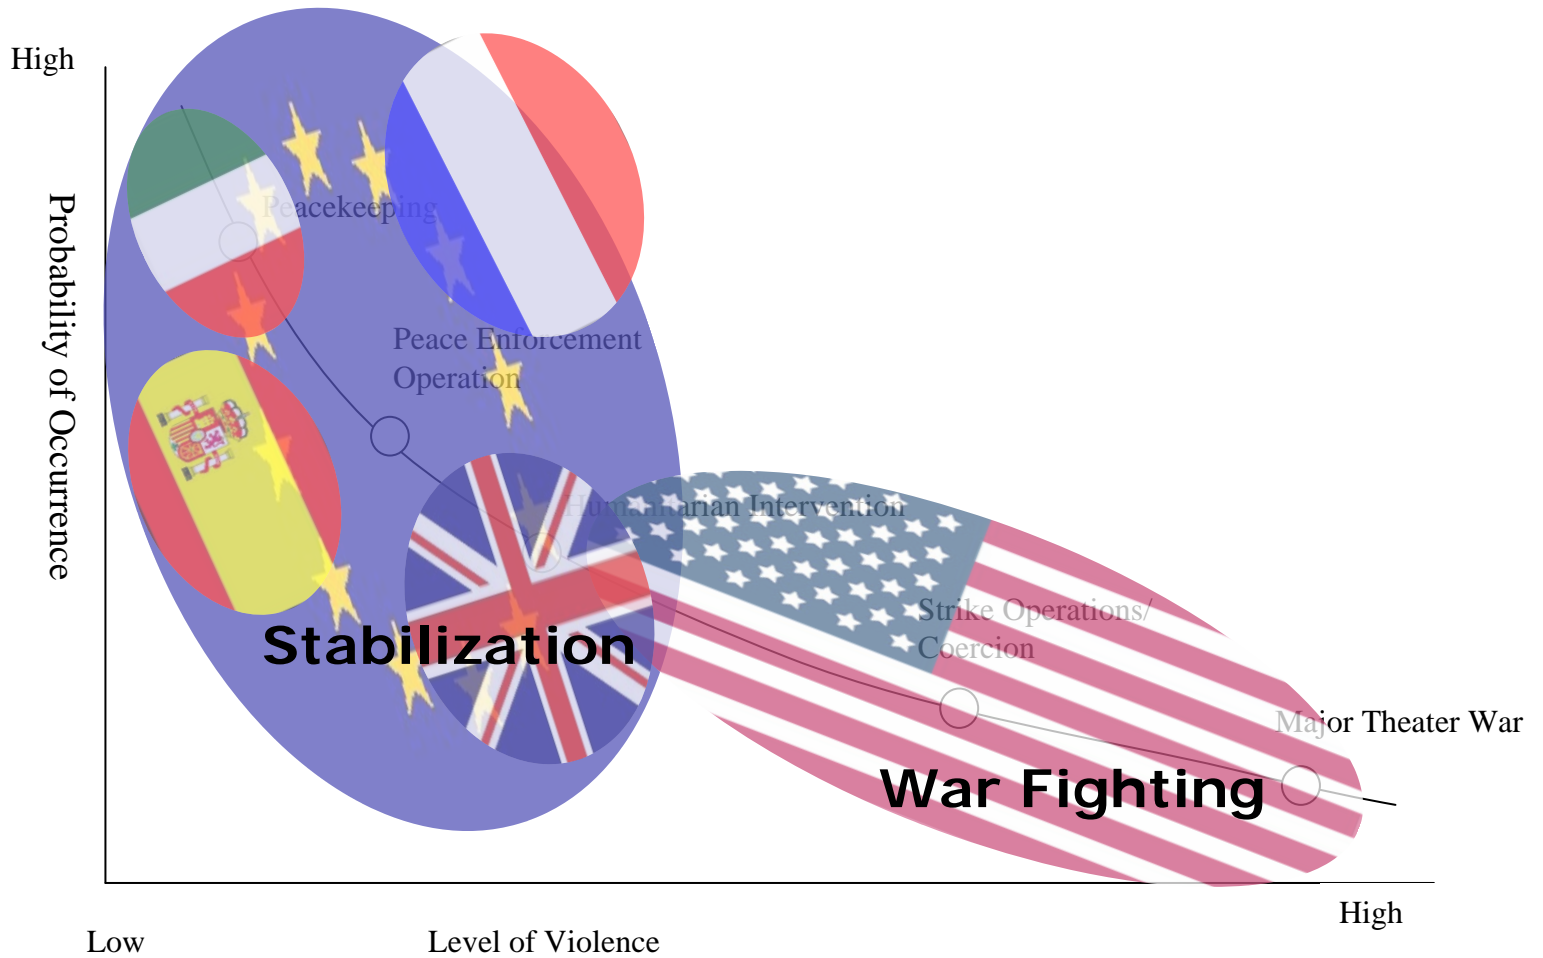 High
Probability of Occurrence
Peacekeeping
Peace Enforcement
Operation
Humanitarian Intervention
Strike Operations/
Coercion
Stabilization
Major Theater War
War Fighting
High
Low
Level of Violence